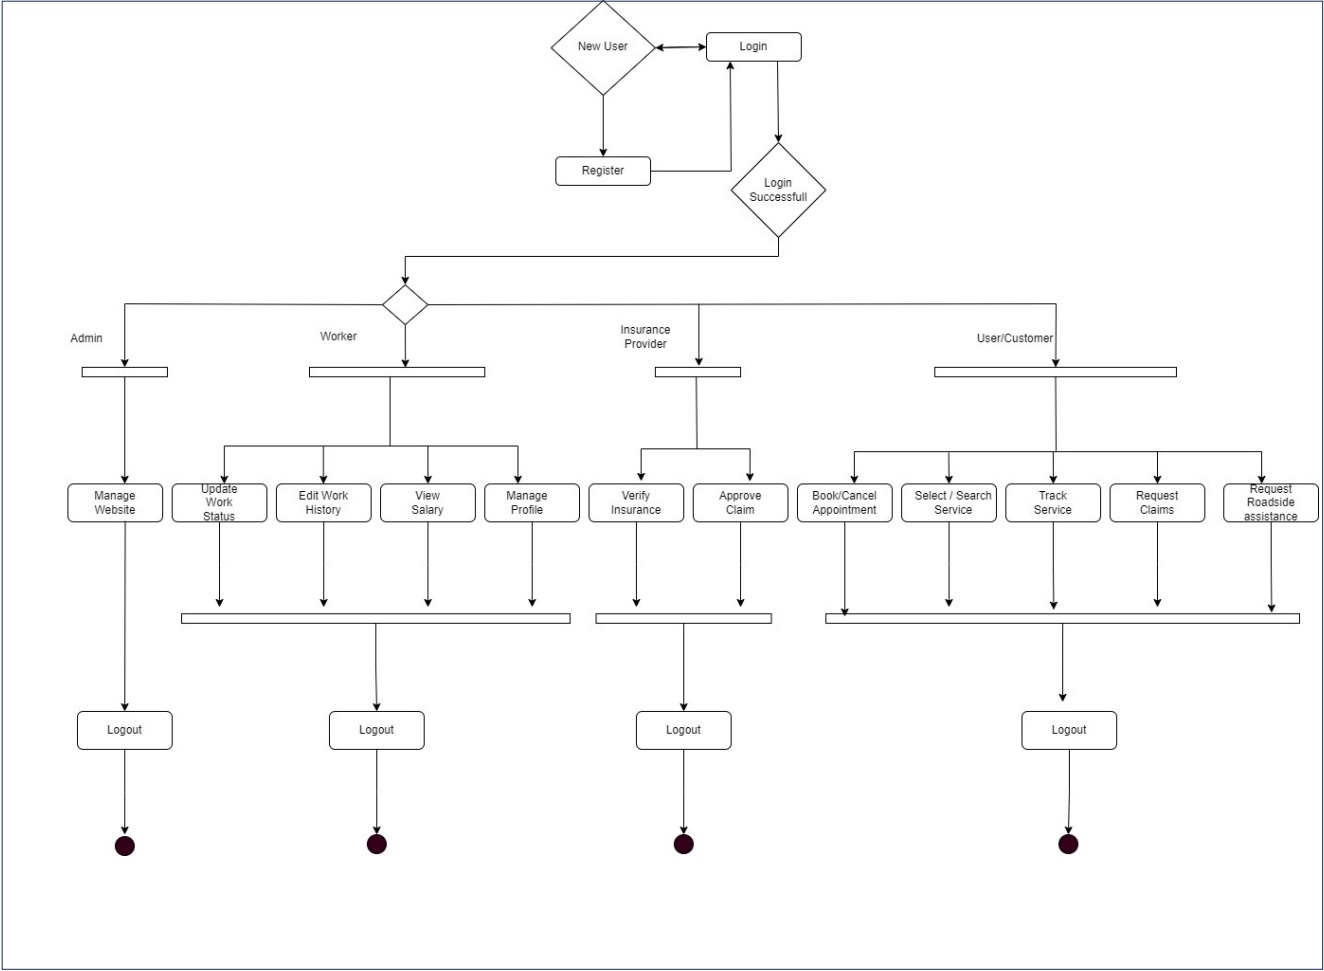 New User
Login
Register
Login
Successfull
Admin
Worker
Insurance
Provider
User/Customer
Manage
Website
Update
Work
Status
Edit Work
History
View
Salary
Manage
Profile
Verify
Insurance
Approve
Claim
Book/Cancel
Appointment
Select / Search
Service
Track
Service
Request
Claims
Request
Roadside
assistance
Logout
Logout
Logout
Logout